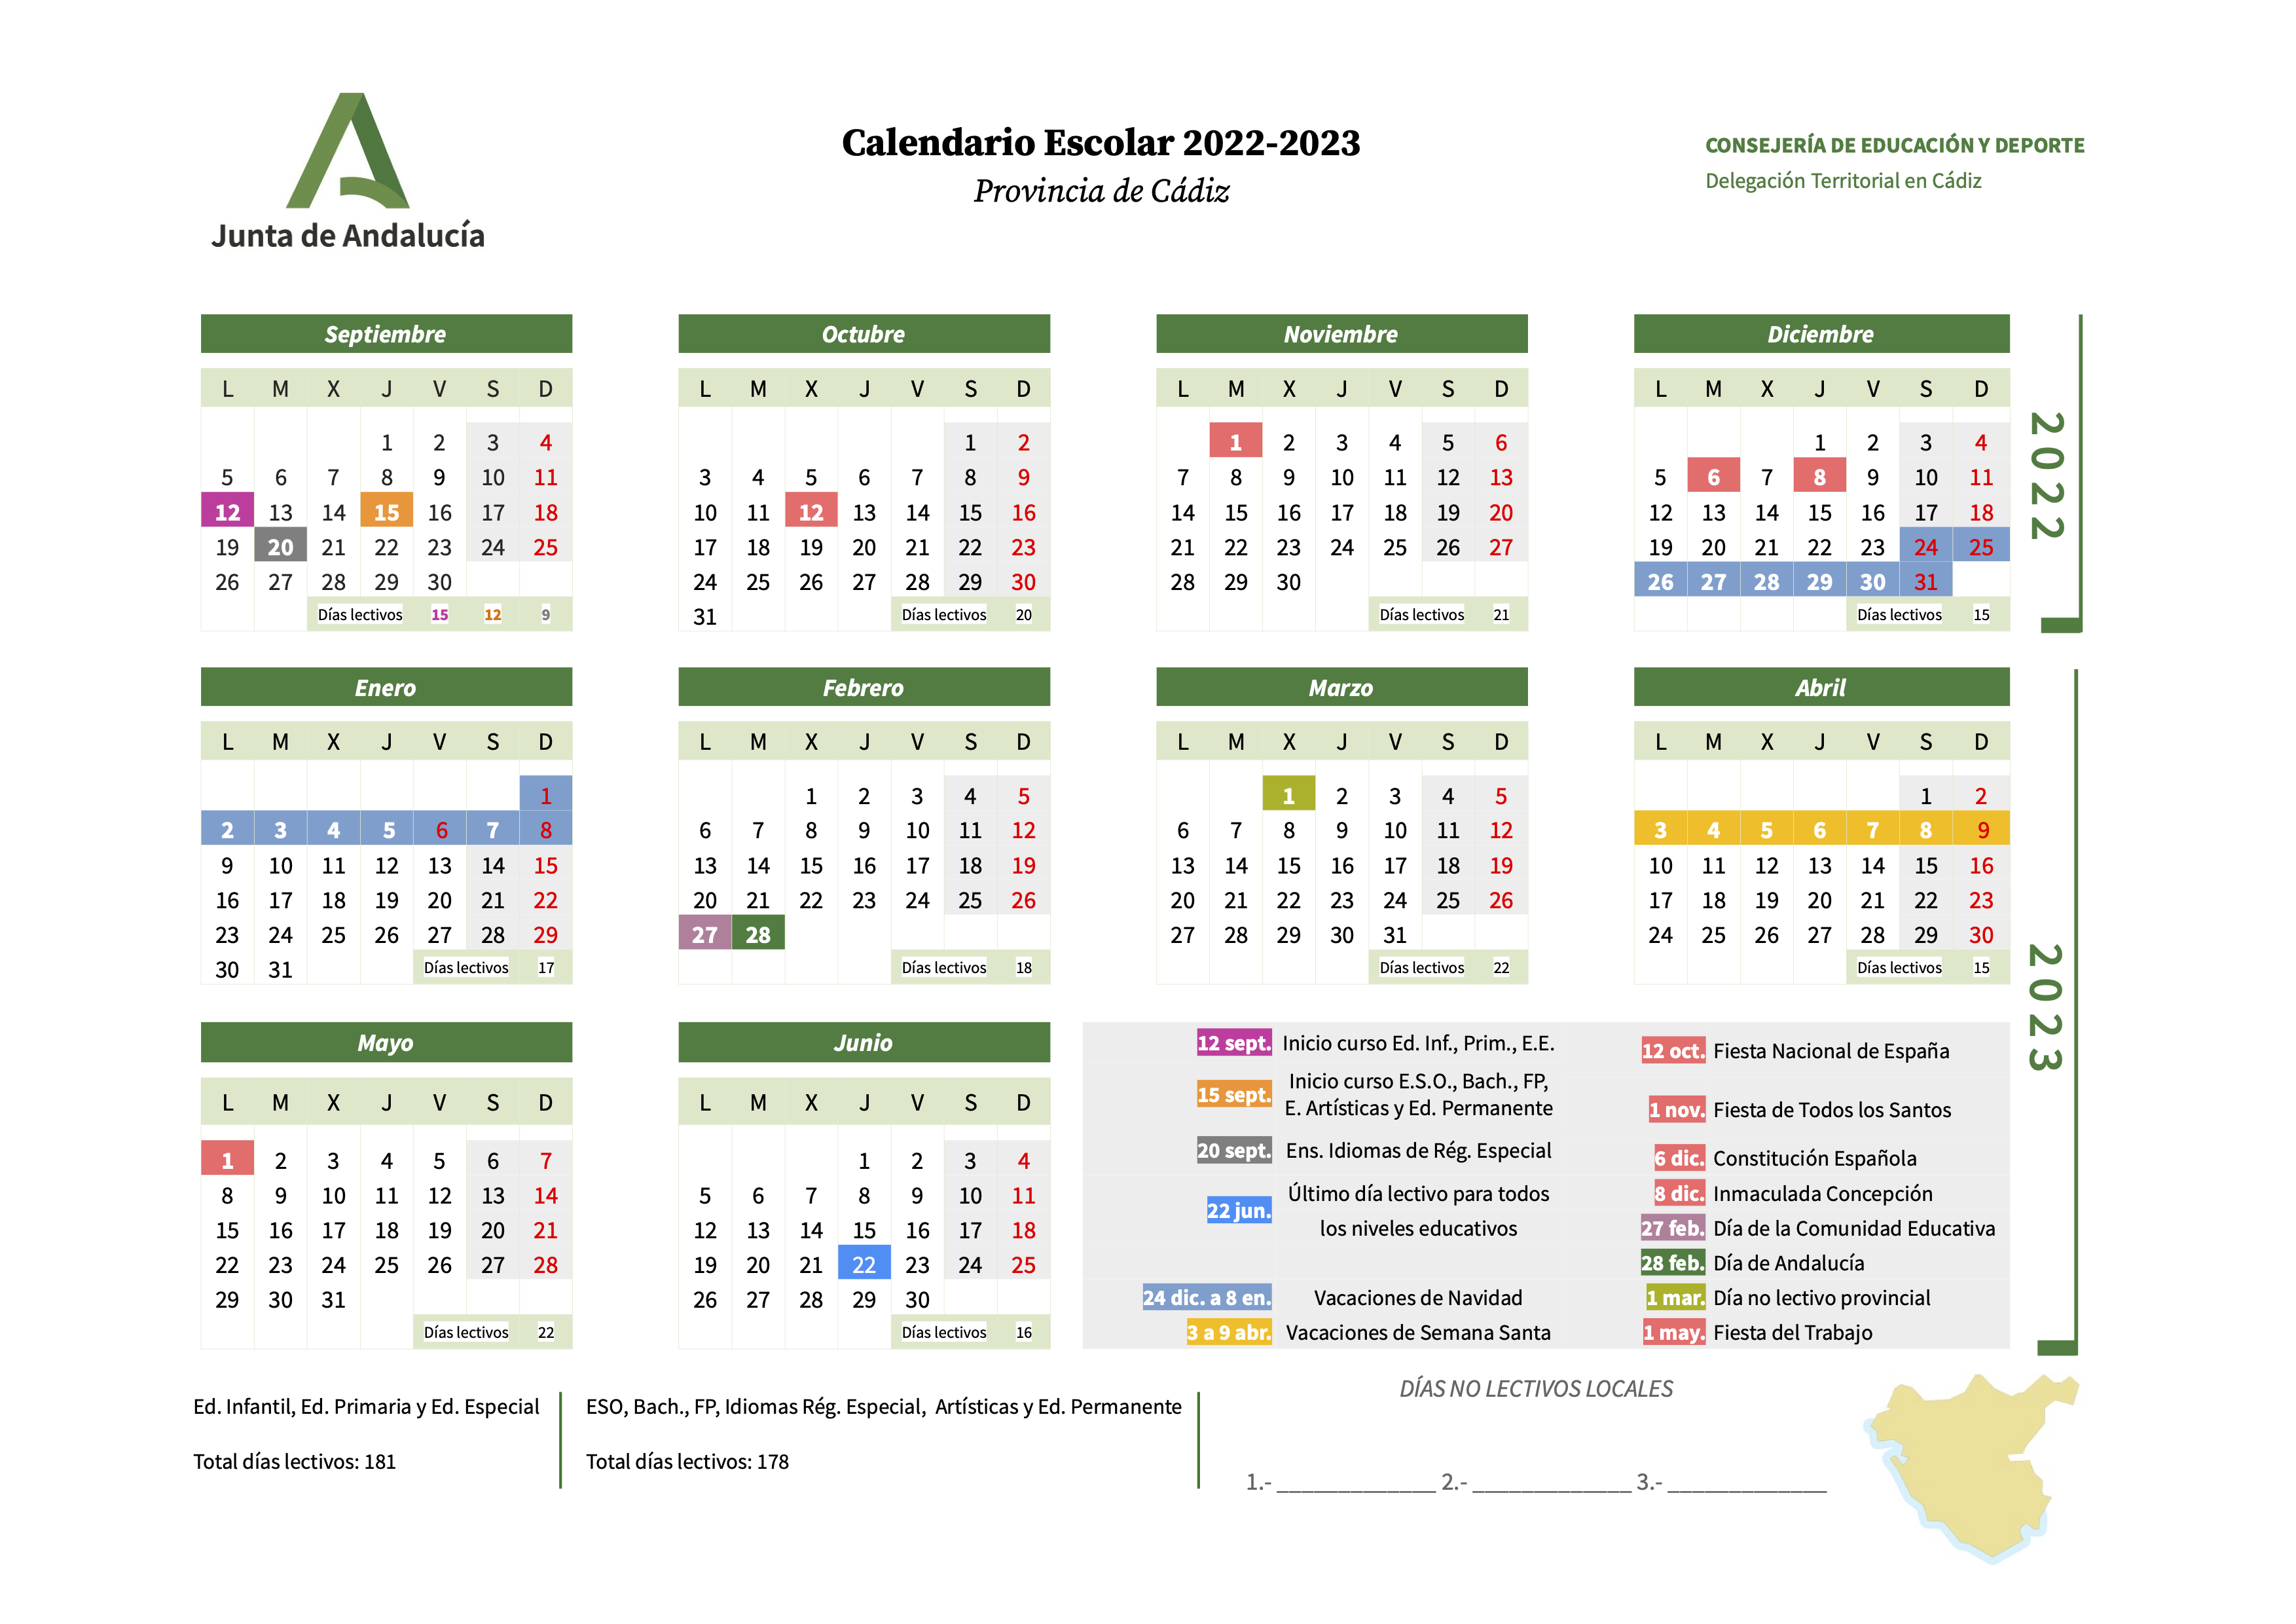 Junta de Andalucía
Calendario Escolar 2022-2023
Provincia de Cádiz
CONSEJERÍA DE EDUCACIÓN Y DEPORTE
Delegación Territorial en Cádiz
Septiembre
L M X J V S D
1 2 3 4
5 6 7 8 9 10 11
12 13 14 15 16 17 18
19 20 21 22 23 24 25
26 27 28 29 30
Días lectivos 15 12 9
Octubre
L M X J V S D
1 2
3 4 5 6 7 8 9
10 11 12 13 14 15 16
17 18 19 20 21 22 23
24 25 26 27 28 29 30
31 Días lectivos 20
Noviembre
L M X J V S D
1 2 3 4 5 6
7 8 9 10 11 12 13
14 15 16 17 18 19 20
21 22 23 24 25 26 27
28 29 30
Días lectivos 21
Diciembre
L M X J V S D
1 2 3 4
5 6 7 8 9 10 11
12 13 14 15 16 17 18
19 20 21 22 23 24 25
26 27 28 29 30 31
Días lectivos 15
2022
Enero
L M X J V S D
1
2 3 4 5 6 7 8
9 10 11 12 13 14 15
16 17 18 19 20 21 22
23 24 25 26 27 28 29
30 31 Días lectivos 17
Febrero
L M X J V S D
1 2 3 4 5
6 7 8 9 10 11 12
13 14 15 16 17 18 19
20 21 22 23 24 25 26
27 28
Días lectivos 18
Marzo
L M X J V S D
1 2 3 4 5
6 7 8 9 10 11 12
13 14 15 16 17 18 19
20 21 22 23 24 25 26
27 28 29 30 31
Días lectivos 22
Abril
L M X J V S D
1 2
3 4 5 6 7 8 9
10 11 12 13 14 15 16
17 18 19 20 21 22 23
24 25 26 27 28 29 30
Días lectivos 15
2023
Mayo
L M X J V S D
1 2 3 4 5 6 7
8 9 10 11 12 13 14
15 16 17 18 19 20 21
22 23 24 25 26 27 28
29 30 31
Días lectivos 22
Junio
L M X J V S D
1 2 3 4
5 6 7 8 9 10 11
12 13 14 15 16 17 18
19 20 21 22 23 24 25
26 27 28 29 30
Días lectivos 16
12 sept. Inicio curso Ed. Inf., Prim., E.E.
15 sept. Inicio curso E.S.O., Bach., FP,
E. Artísticas y Ed. Permanente
20 sept. Ens. Idiomas de Rég. Especial
22 jun. Último día lectivo para todos
los niveles educativos
24 dic. a 8 en. Vacaciones de Navidad
3 a 9 abr. Vacaciones de Semana Santa
12 oct. Fiesta Nacional de España
1 nov. Fiesta de Todos los Santos
6 dic. Constitución Española
8 dic. Inmaculada Concepción
27 feb. Día de la Comunidad Educativa
28 feb. Día de Andalucía
1 mar. Día no lectivo provincial
1 may. Fiesta del Trabajo
Ed. Infantil, Ed. Primaria y Ed. Especial
Total días lectivos: 181
ESO, Bach., FP, Idiomas Rég. Especial, Artísticas y Ed. Permanente
Total días lectivos: 178
DÍAS NO LECTIVOS LOCALES
1.- _____________ 2.- _____________ 3.- _____________